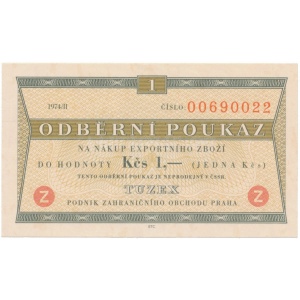 1
1974/II ČÍSLO: 00690022
ODBĚRNÍ POUKAZ
NA NÁKUP EXPORTNÍHO ZBOŽÍ
DO HODNOTY Kčs 1,— (JEDNA Kčs)
TENTO ODBĚRNÍ POUKAZ JE NEPRODEJNÝ V ČSSR
Z TUZEX Z
PODNIK ZAHRANIČNÍHO OBCHODU PRAHA